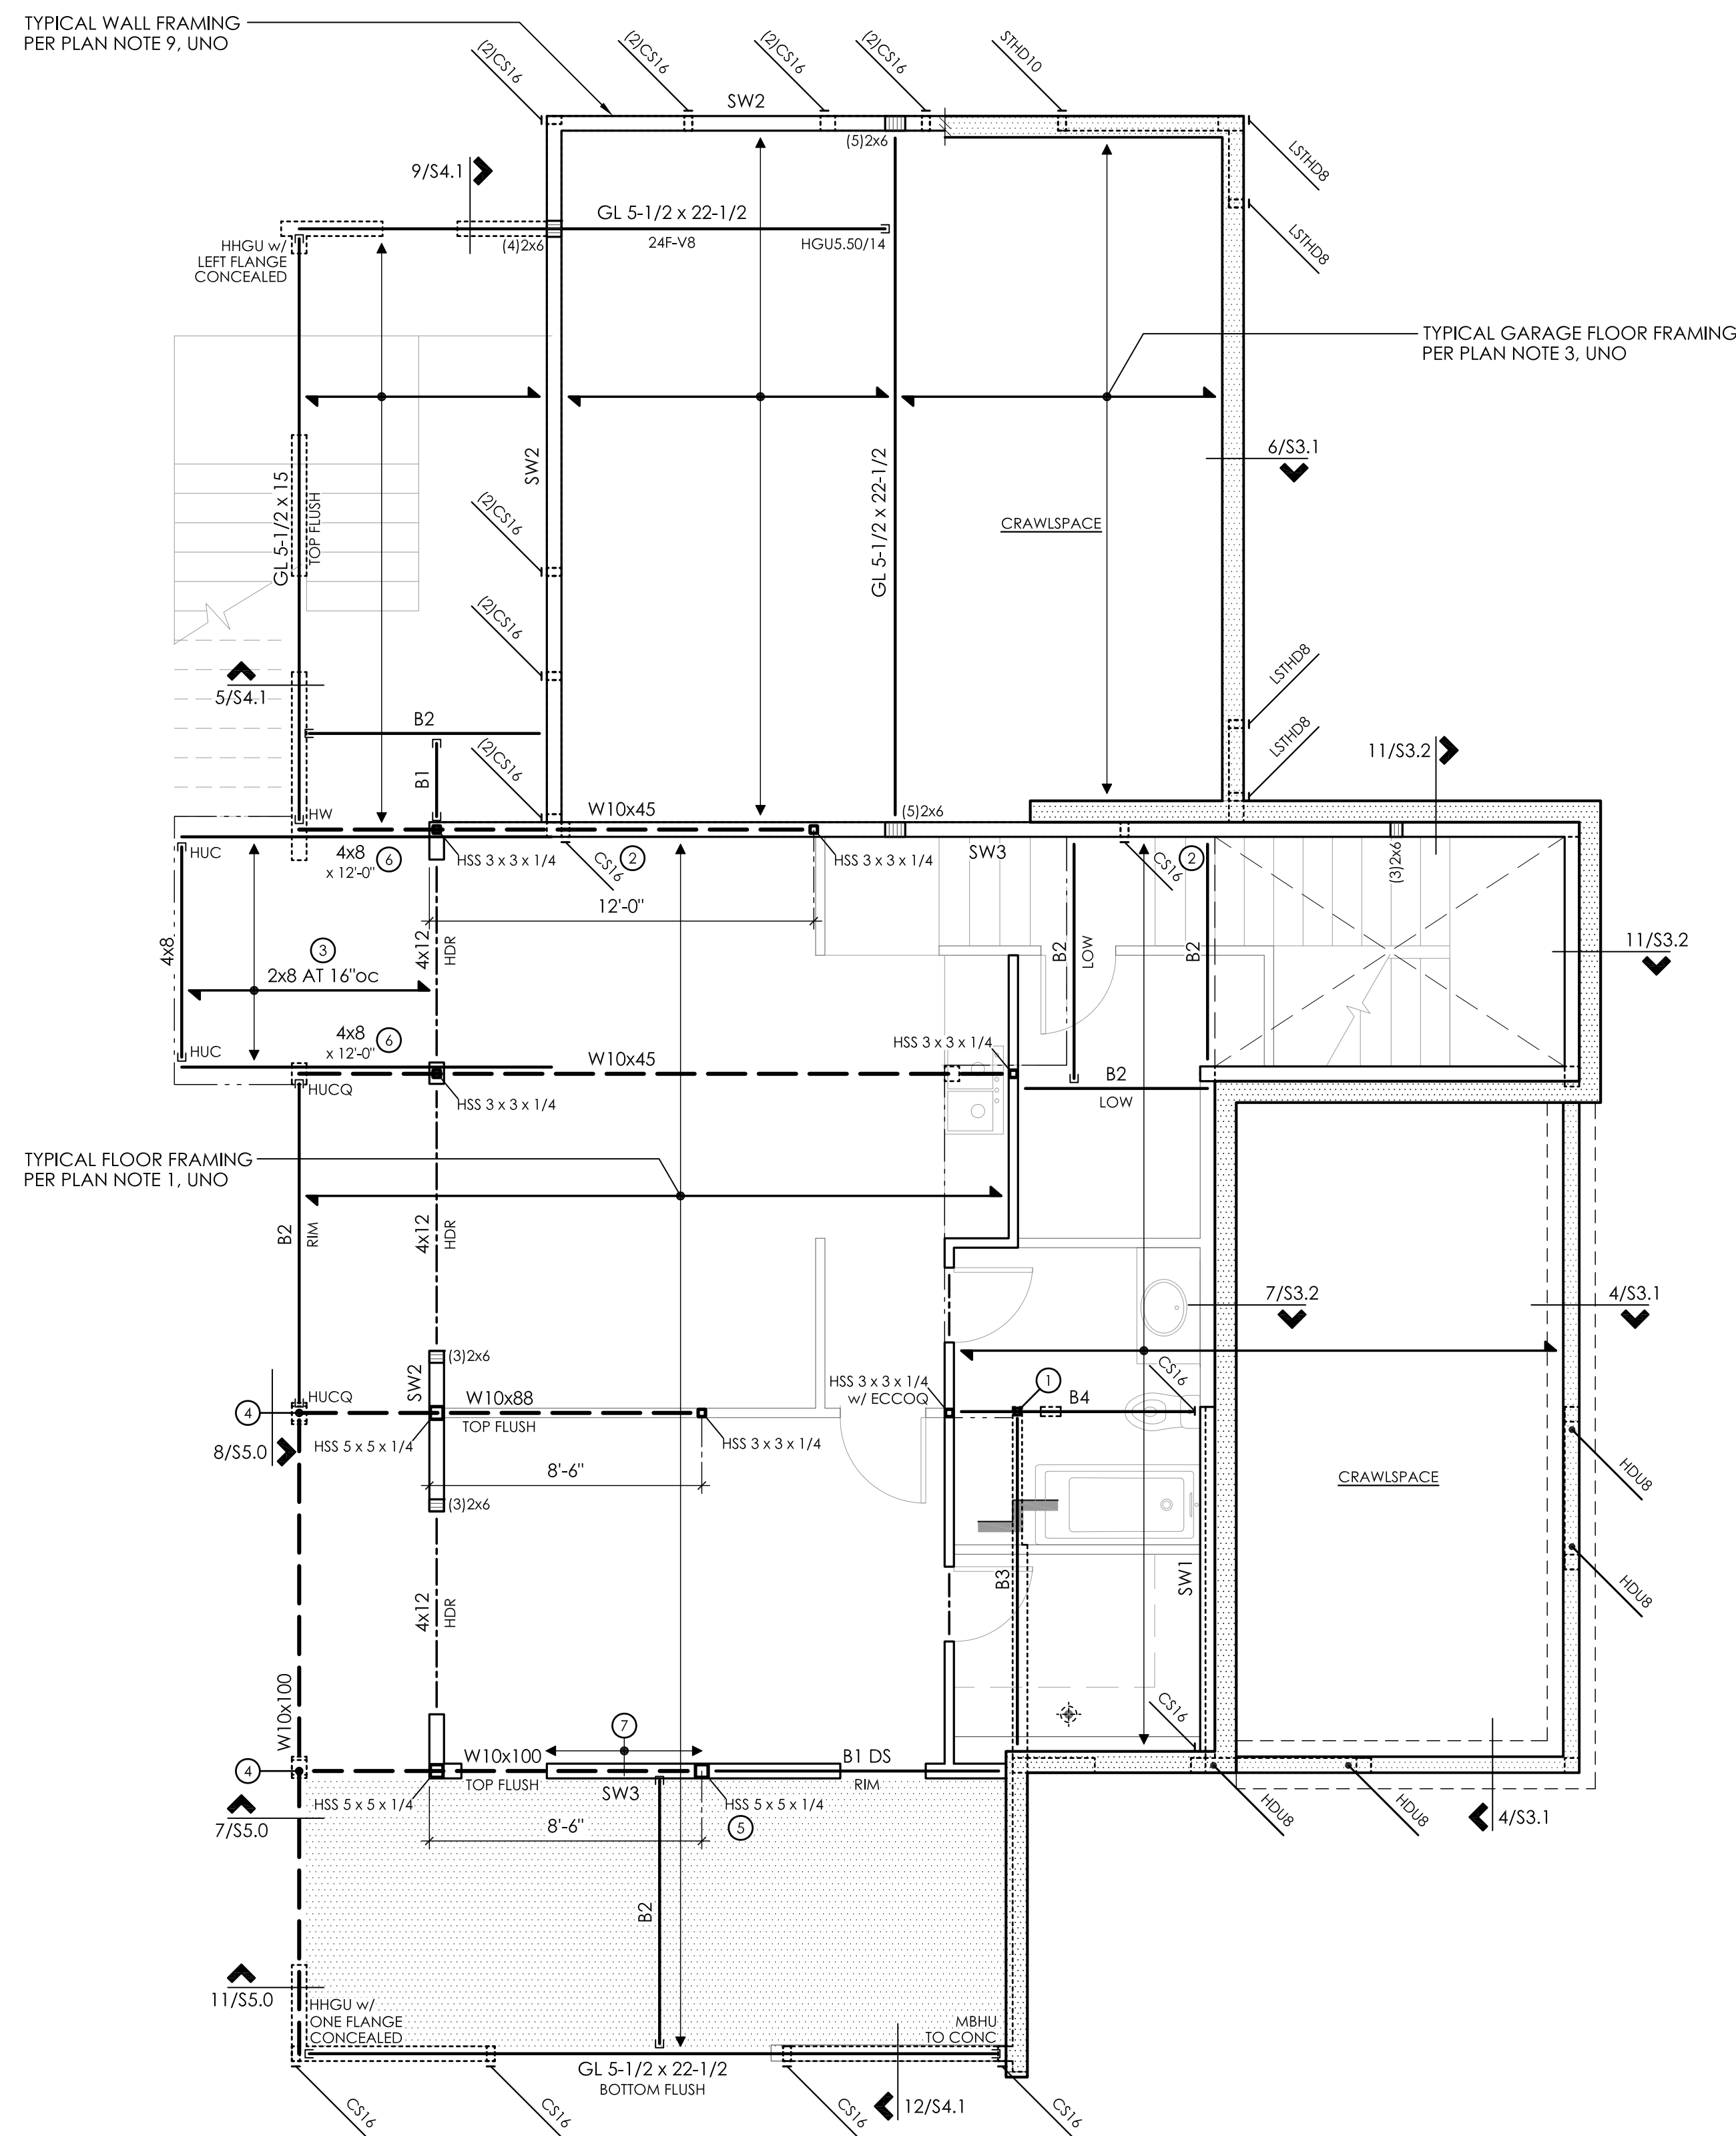 TYPICAL WALL FRAMING
PER PLAN NOTE 9, UNO
(2)CS16
(2)CS16
(2)CS16
(2)CS16
STHD10
SW2
(5)2x6
LSTHD8
9/S4.1
GL 5-1/2 x 22-1/2
24F-V8
(4)2x6
HGU5.50/14
HHGU w/
LEFT FLANGE
CONCEALED
LSTHD8
TYPICAL GARAGE FLOOR FRAMING
PER PLAN NOTE 3, UNO
6/S3.1
SW2
GL 5-1/2 x 15
TOP FLUSH
(2)CS16
GL 5-1/2 x 22-1/2
CRAWLSPACE
(2)CS16
5/S4.1
LSTHD8
B2
LSTHD8
11/S3.2
(2)CS16
B1
HW
W10x45
(5)2x6
HUC
4x8
x 12'-0"
6
HSS 3 x 3 x 1/4
CS16
2
HSS 3 x 3 x 1/4
SW3
CS16
2
(3)2x6
12'-0"
4x8
3
2x8 AT 16"oc
4x12
HDR
B2
LOW
B2
11/S3.2
4x8
x 12'-0"
6
HUC
W10x45
HSS 3 x 3 x 1/4
HUCQ
HSS 3 x 3 x 1/4
B2
LOW
TYPICAL FLOOR FRAMING
PER PLAN NOTE 1, UNO
B2
RIM
4x12
HDR
7/S3.2
4/S3.1
(3)2x6
SW2
HUCQ
4
W10x88
TOP FLUSH
HSS 3 x 3 x 1/4
w/ ECCOQ
1
B4
CS16
8/S5.0
HSS 5 x 5 x 1/4
HSS 3 x 3 x 1/4
8'-6"
(3)2x6
CRAWLSPACE
HDU8
4x12
HDR
B3
SW1
HDU8
W10x100
CS16
7
4
W10x100
TOP FLUSH
SW3
B1 DS
RIM
HSS 5 x 5 x 1/4
HSS 5 x 5 x 1/4
5
7/S5.0
8'-6"
HDU8
HDU8
4/S3.1
B2
11/S5.0
HHGU w/
ONE FLANGE
CONCEALED
MBHU
TO CONC
GL 5-1/2 x 22-1/2
BOTTOM FLUSH
12/S4.1
CS16
CS16
CS16
CS16